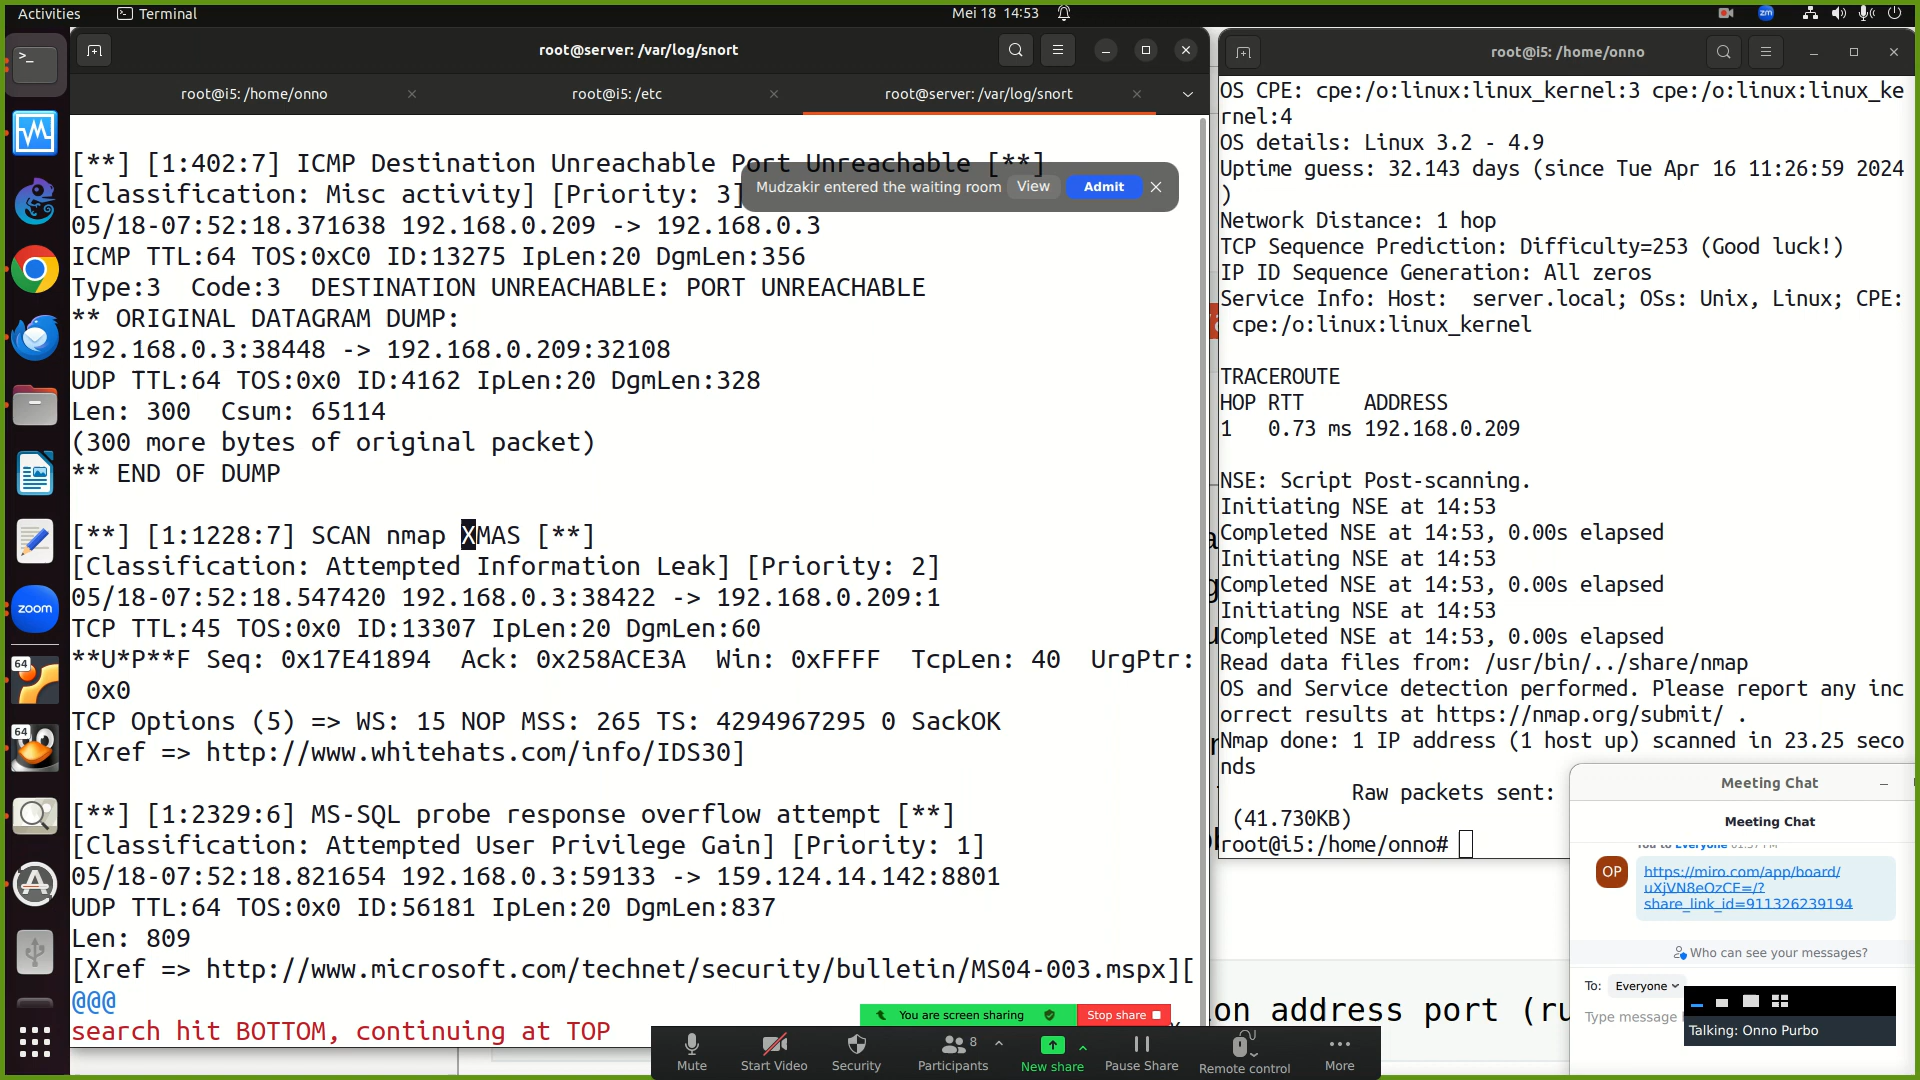 Activities
Terminal
Mei 18 14:53
zm
root@server: /var/log/snort
root@i5: /home/onno
root@i5: /etc
root@server: /var/log/snort
[**] [1:402:7] ICMP Destination Unreachable Port Unreachable [**]
[Classification: Misc activity] [Priority: 3]
05/18-07:52:18.371638 192.168.0.209 -> 192.168.0.3
ICMP TTL:64 TOS:0xC0 ID:13275 IpLen:20 DgmLen:356
Type:3  Code:3  DESTINATION UNREACHABLE: PORT UNREACHABLE
** ORIGINAL DATAGRAM DUMP:
192.168.0.3:38448 -> 192.168.0.209:32108
UDP TTL:64 TOS:0x0 ID:4162 IpLen:20 DgmLen:328
Len: 300  Csum: 65114
(300 more bytes of original packet)
** END OF DUMP
[**] [1:1228:7] SCAN nmap XMAS [**]
[Classification: Attempted Information Leak] [Priority: 2]
05/18-07:52:18.547420 192.168.0.3:38422 -> 192.168.0.209:1
TCP TTL:45 TOS:0x0 ID:13307 IpLen:20 DgmLen:60
**U*P**F Seq: 0x17E41894  Ack: 0x258ACE3A  Win: 0xFFFF  TcpLen: 40  UrgPtr:
0x0
TCP Options (5) => WS: 15 NOP MSS: 265 TS: 4294967295 0 SackOK
[Xref => http://www.whitehats.com/info/IDS30]
[**] [1:2329:6] MS-SQL probe response overflow attempt [**]
[Classification: Attempted User Privilege Gain] [Priority: 1]
05/18-07:52:18.821654 192.168.0.3:59133 -> 159.124.14.142:8801
UDP TTL:64 TOS:0x0 ID:56181 IpLen:20 DgmLen:837
Len: 809
[Xref => http://www.microsoft.com/technet/security/bulletin/MS04-003.mspx][
@@@
search hit BOTTOM, continuing at TOP
Mudzakir entered the waiting room
View
Admit
root@i5: /home/onno
OS CPE: cpe:/o:linux:linux_kernel:3 cpe:/o:linux:linux_ke
rnel:4
OS details: Linux 3.2 - 4.9
Uptime guess: 32.143 days (since Tue Apr 16 11:26:59 2024
)
Network Distance: 1 hop
TCP Sequence Prediction: Difficulty=253 (Good luck!)
IP ID Sequence Generation: All zeros
Service Info: Host:  server.local; OSs: Unix, Linux; CPE:
cpe:/o:linux:linux_kernel
TRACEROUTE
HOP RTT     ADDRESS
1   0.73 ms 192.168.0.209
NSE: Script Post-scanning.
Initiating NSE at 14:53
Completed NSE at 14:53, 0.00s elapsed
Initiating NSE at 14:53
Completed NSE at 14:53, 0.00s elapsed
Initiating NSE at 14:53
Completed NSE at 14:53, 0.00s elapsed
Read data files from: /usr/bin/../share/nmap
OS and Service detection performed. Please report any inc
orrect results at https://nmap.org/submit/ .
Nmap done: 1 IP address (1 host up) scanned in 23.25 seco
nds
Raw packets sent:
(41.730KB)
root@i5:/home/onno#
on address port (ru
Meeting Chat
Meeting Chat
You to Everyone
OP
https://miro.com/app/board/
uXjVN8eOzCE=/?
share_link_id=911326239194
Who can see your messages?
To: Everyone
Type message
Talking: Onno Purbo
zoom
64
64
You are screen sharing
Stop share
Mute
Start Video
Security
8
Participants
New share
Pause Share
Remote control
More